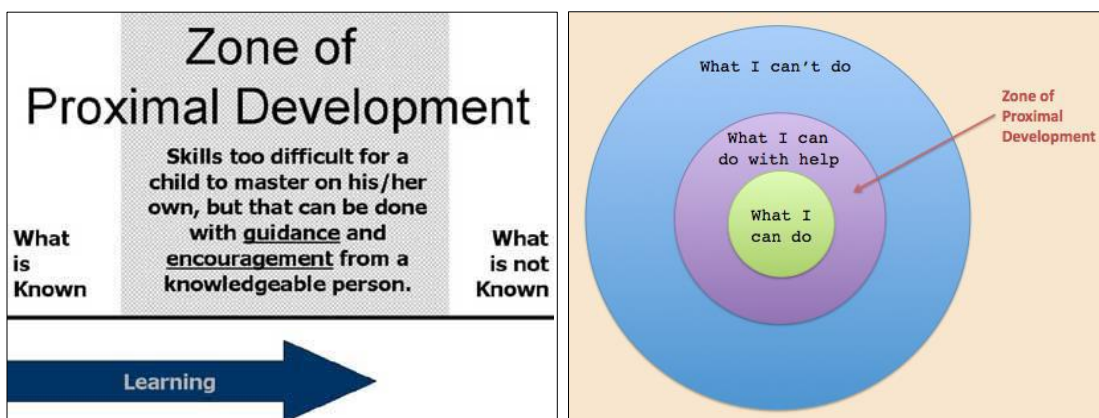 Zone of
Proximal Development
Skills too difficult for a
child to master on his/her
own, but that can be done
with guidance and
encouragement from a
knowledgeable person.
What
is
Known
What
is not
Known
Learning
What I can't do
What I can
do with help
What I
can do
Zone of
Proximal
Development